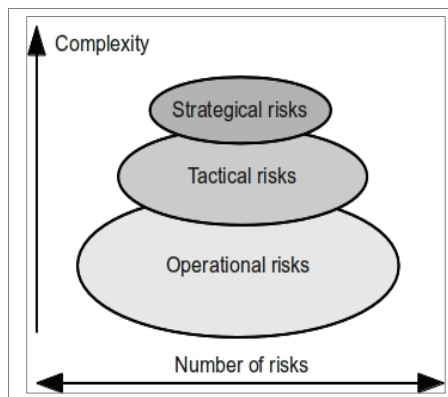 Complexity
Strategical risks
Tactical risks
Operational risks
Number of risks